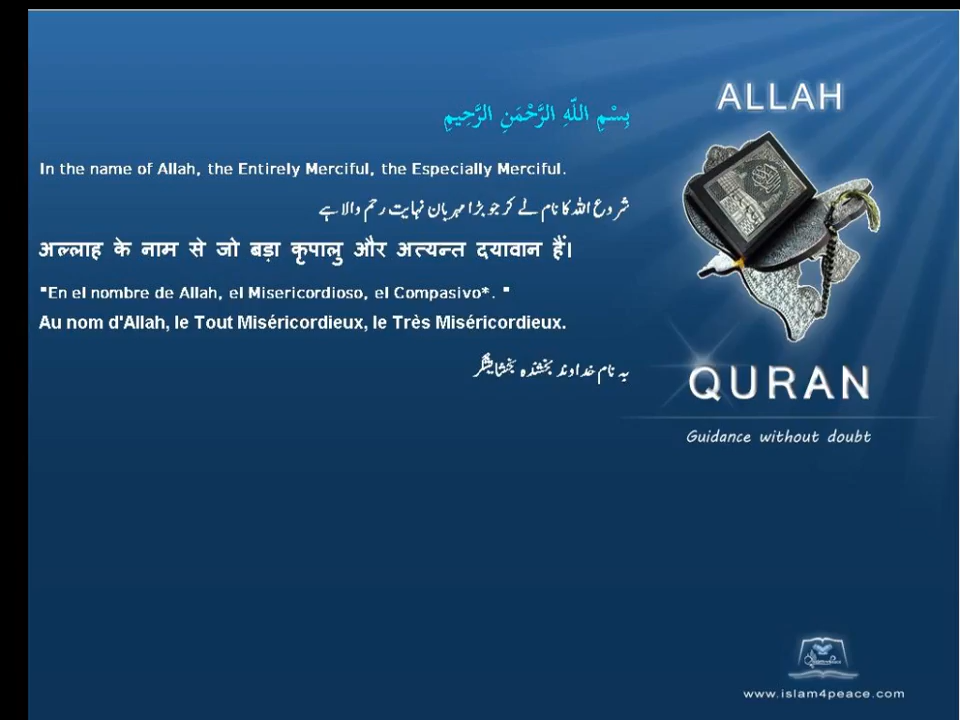 بِسْمِ اللَّهِ الرَّحْمَنِ الرَّحِيمِ
In the name of Allah, the Entirely Merciful, the Especially Merciful.
شروع اللہ کا نام لے کر جو بڑا مہربان نہایت رحم والا ہے
अल्लाह के नाम से जो बड़ा कृपालु और अत्यन्त दयावान हैं।
"En el nombre de Allah, el Misericordioso, el Compasivo*. "
Au nom d'Allah, le Tout Miséricordieux, le Très Miséricordieux.
به نام خداوند بخشنده بخشایشگر
ALLAH
QURAN
Guidance without doubt
www.islam4peace.com